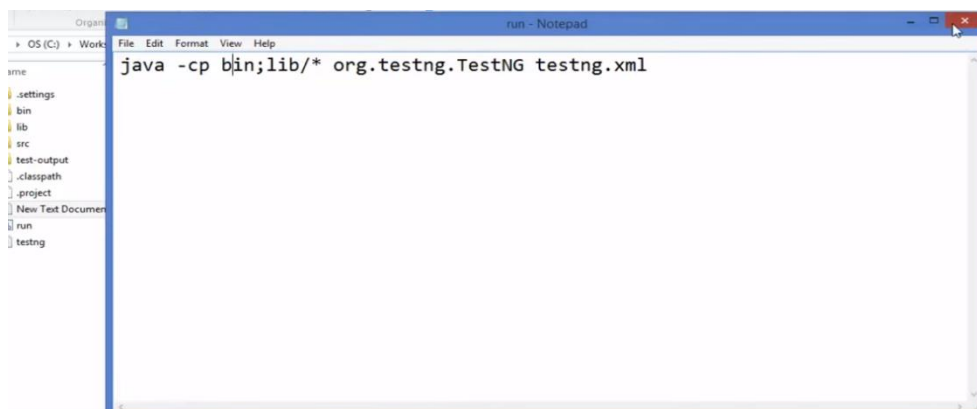 Organi
run - Notepad
OS (C:) Works
File Edit Format View Help
java -cp bin;lib/* org.testng.TestNG testng.xml
ame
.settings
bin
lib
src
test-output
.classpath
.project
New Text Documen
run
testng